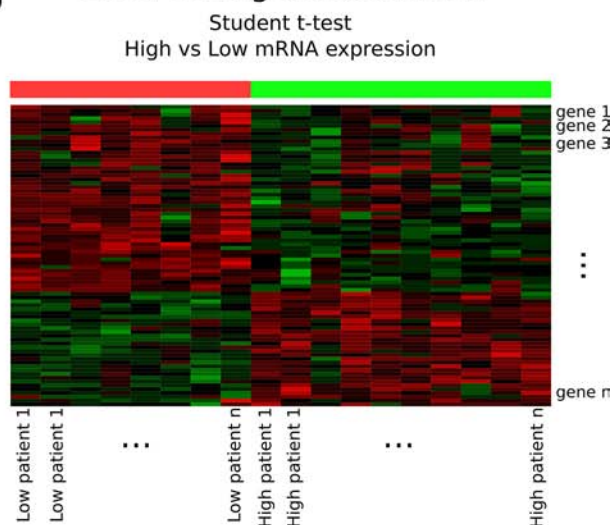 Student t-test
High vs Low mRNA expression
gene 1
gene 2
gene 3
⋮
gene n
Low patient 1
Low patient 1
...
Low patient n
High patient 1
High patient 1
...
High patient n